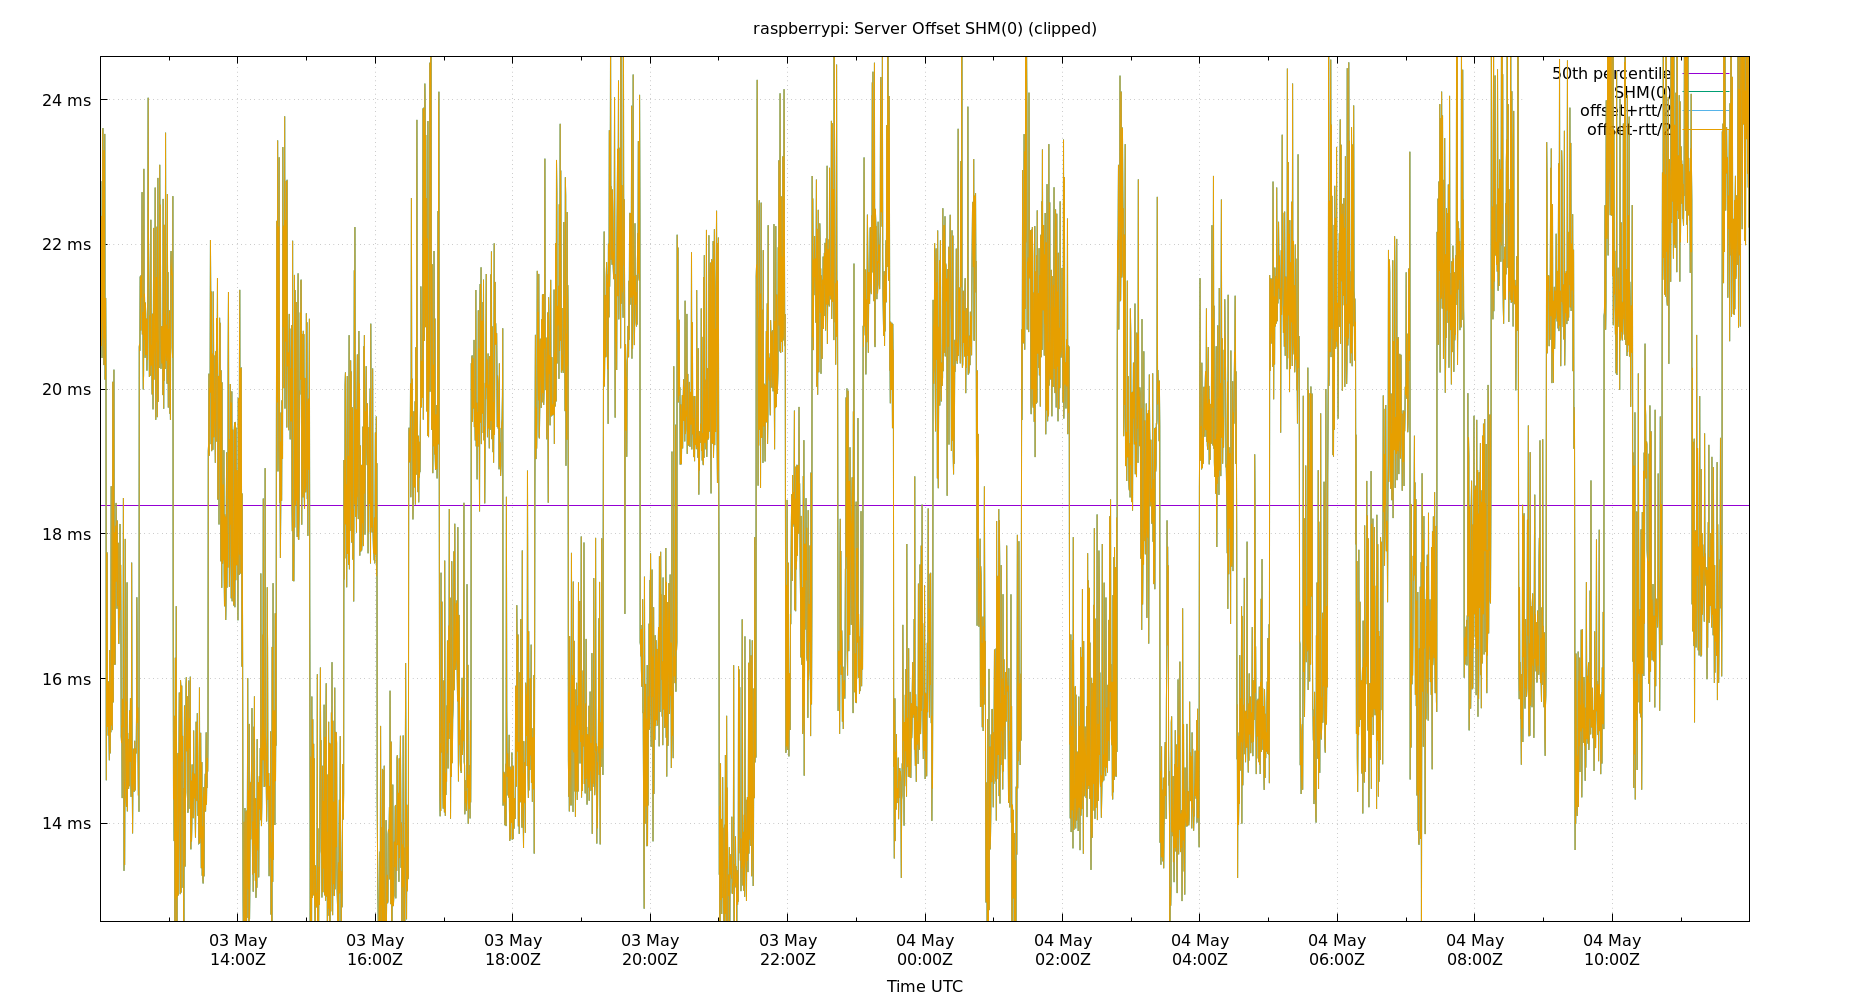 raspberrypi: Server Offset SHM(0) (clipped)
50th percentile
SHM(0)
offset+rtt/2
offset-rtt/2
24 ms
22 ms
20 ms
18 ms
16 ms
14 ms
03 May 03 May 03 May 03 May 03 May 04 May 04 May 04 May 04 May 04 May 04 May
14:00Z 16:00Z 18:00Z 20:00Z 22:00Z 00:00Z 02:00Z 04:00Z 06:00Z 08:00Z 10:00Z
Time UTC